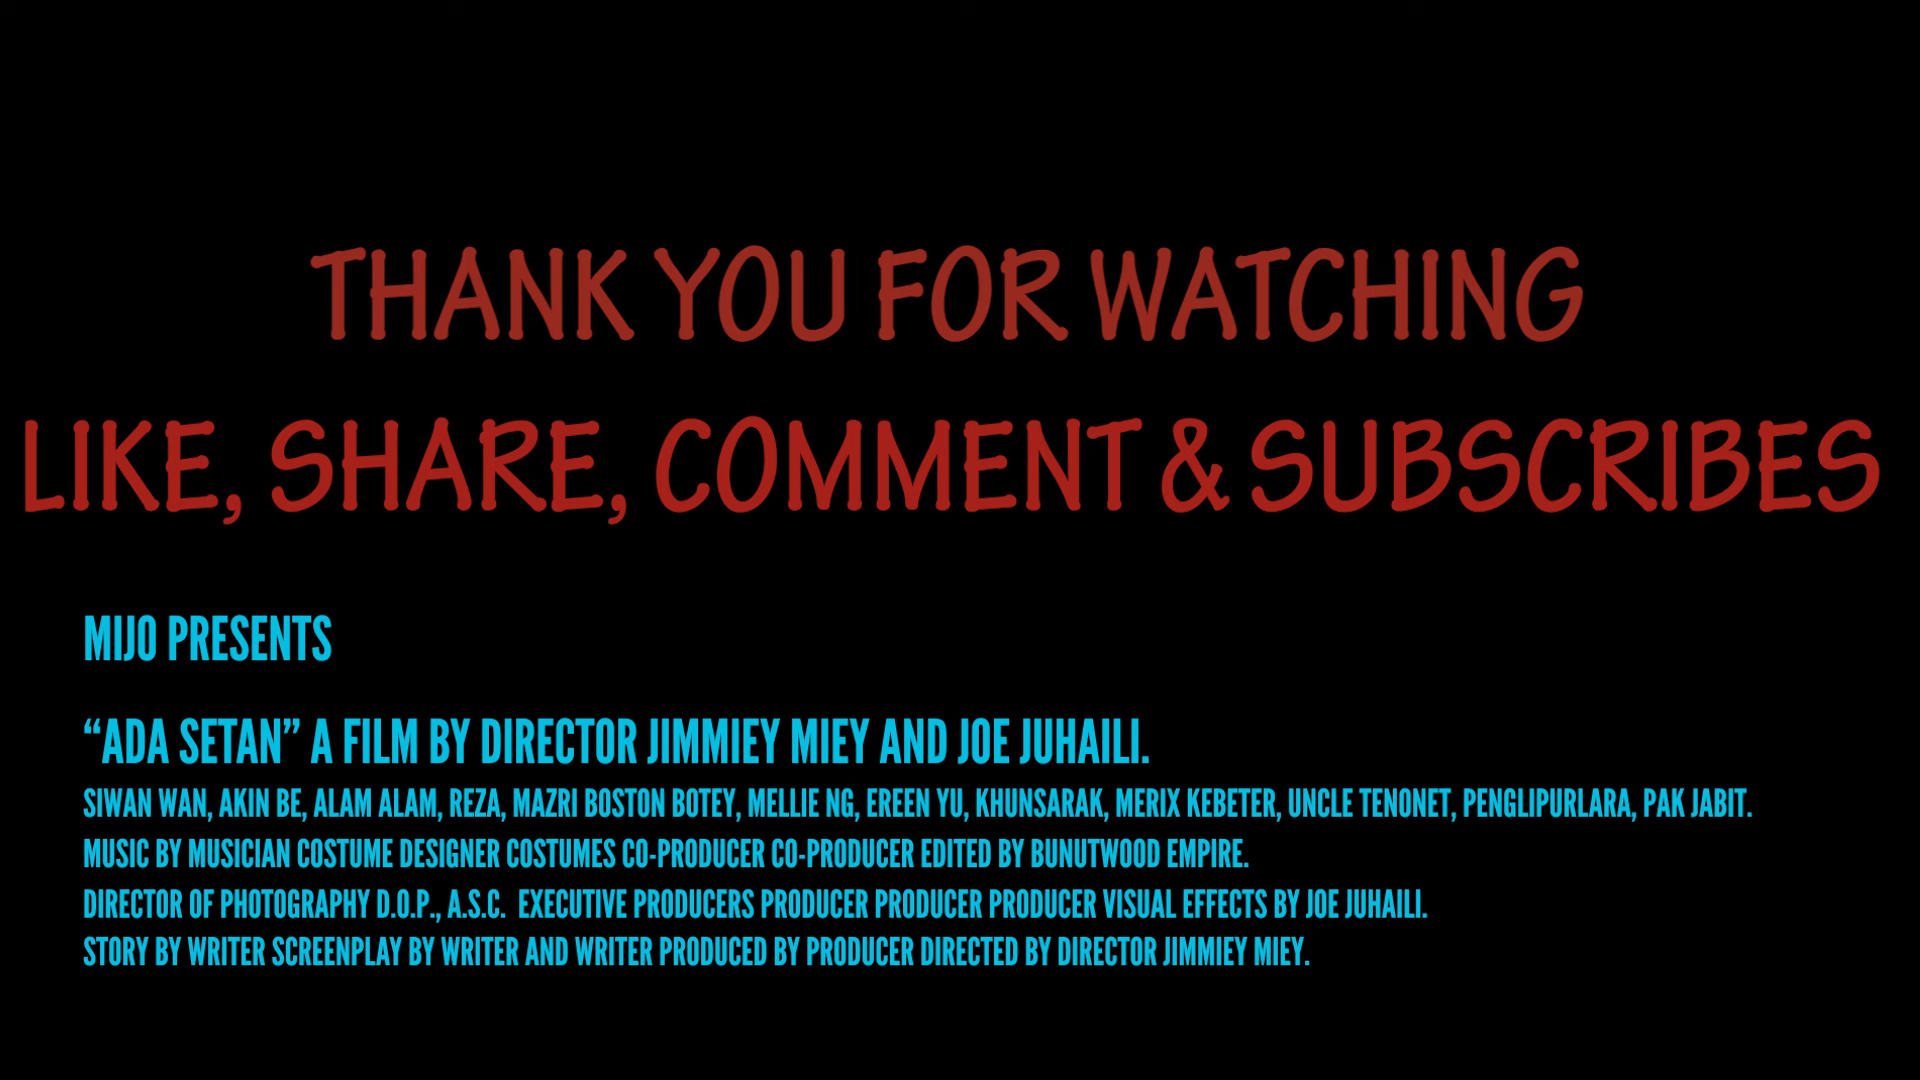 THANK YOU FOR WATCHING
LIKE, SHARE, COMMENT & SUBSCRIBES
MIJO PRESENTS
“ADA SETAN” A FILM BY DIRECTOR JIMMIEY MIEY AND JOE JUHAILI.
SIWAN WAN, AKIN BE, ALAM ALAM, REZA, MAZRI BOSTON BOTEY, MELLIE NG, EREEN YU, KHUNSARAK, MERIX KEBETER, UNCLE TENONET, PENGLIPURLARA, PAK JABIT.
MUSIC BY MUSICIAN COSTUME DESIGNER COSTUMES CO-PRODUCER CO-PRODUCER EDITED BY BUNUTWOOD EMPIRE.
DIRECTOR OF PHOTOGRAPHY D.O.P., A.S.C.  EXECUTIVE PRODUCERS PRODUCER PRODUCER PRODUCER VISUAL EFFECTS BY JOE JUHAILI.
STORY BY WRITER SCREENPLAY BY WRITER AND WRITER PRODUCED BY PRODUCER DIRECTED BY DIRECTOR JIMMIEY MIEY.